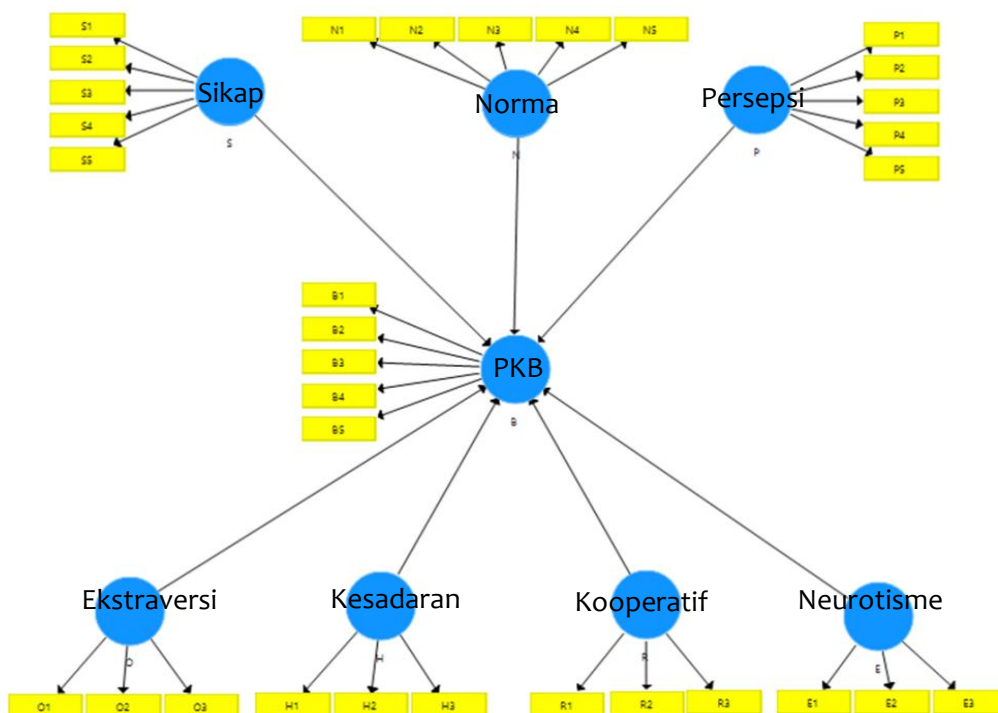 S1
S2
S3
S4
S5
Sikap
S
N1 N2 N3 N4 N5
Norma
N
P1
P2
P3
P4
P5
Persepsi
P
B1
B2
B3
B4
B5
PKB
B
Ekstraversi
O
O1 O2 O3
Kesadaran
H
H1 H2 H3
Kooperatif
R
R1 R2 R3
Neurotisme
E
E1 E2 E3